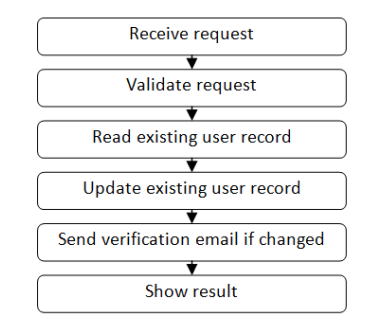 Receive request
Validate request
Read existing user record
Update existing user record
Send verification email if changed
Show result